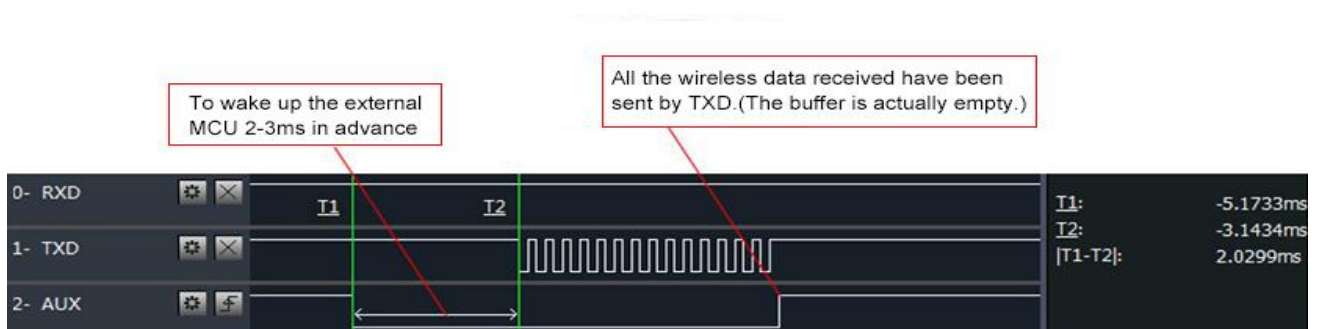 To wake up the external
MCU 2-3ms in advance
All the wireless data received have been
sent by TXD.(The buffer is actually empty.)
0- RXD
T1
T2
T1: -5.1733ms
T2: -3.1434ms
|T1-T2|: 2.0299ms
1- TXD
2- AUX